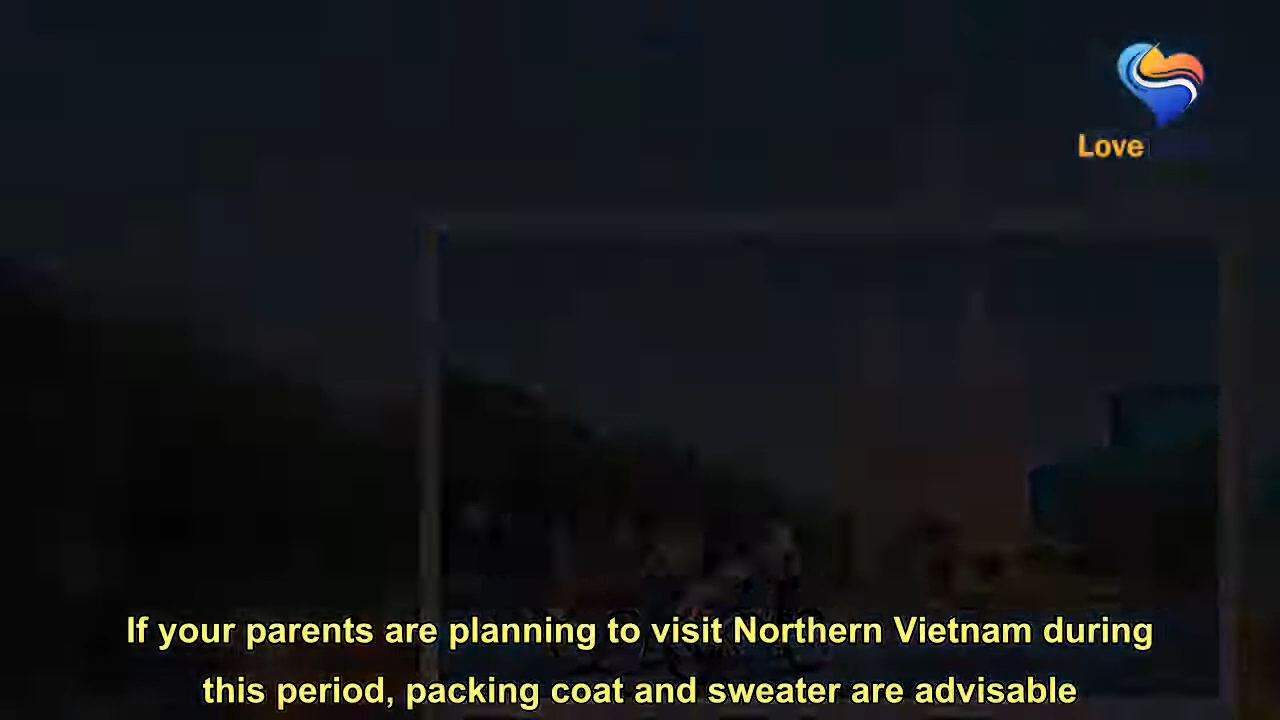 Love
If your parents are planning to visit Northern Vietnam during
this period, packing coat and sweater are advisable